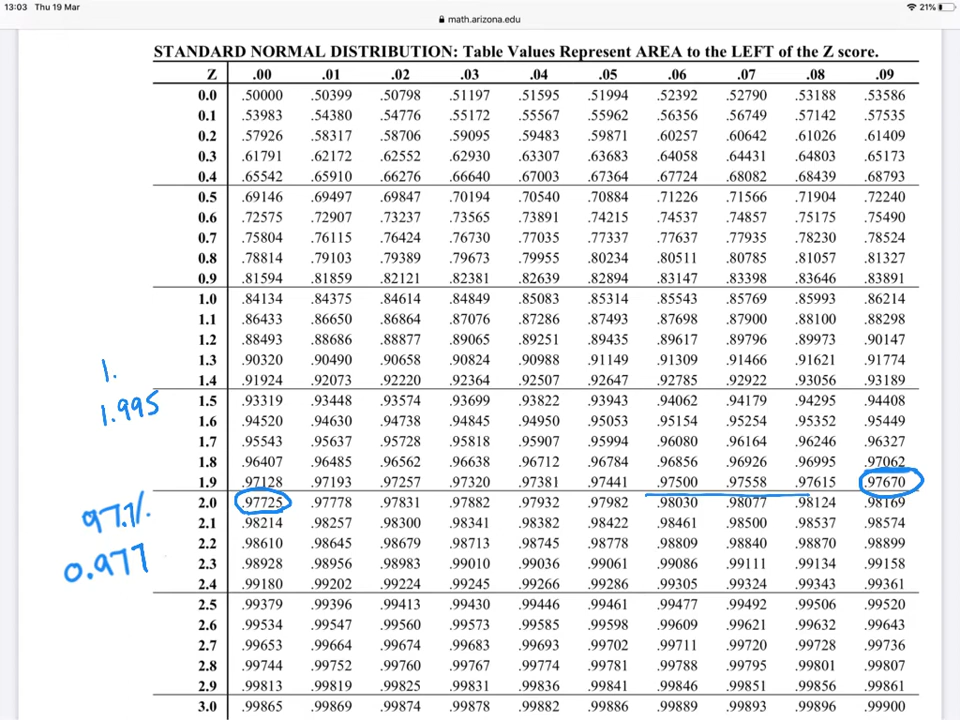 13:03 Thu 19 Mar
21%
math.arizona.edu
STANDARD NORMAL DISTRIBUTION: Table Values Represent AREA to the LEFT of the Z score.
Z .00 .01 .02 .03 .04 .05 .06 .07 .08 .09
0.0 .50000 .50399 .50798 .51197 .51595 .51994 .52392 .52790 .53188 .53586
0.1 .53983 .54380 .54776 .55172 .55567 .55962 .56356 .56749 .57142 .57535
0.2 .57926 .58317 .58706 .59095 .59483 .59871 .60257 .60642 .61026 .61409
0.3 .61791 .62172 .62552 .62930 .63307 .63683 .64058 .64431 .64803 .65173
0.4 .65542 .65910 .66276 .66640 .67003 .67364 .67724 .68082 .68439 .68793
0.5 .69146 .69497 .69847 .70194 .70540 .70884 .71226 .71566 .71904 .72240
0.6 .72575 .72907 .73237 .73565 .73891 .74215 .74537 .74857 .75175 .75490
0.7 .75804 .76115 .76424 .76730 .77035 .77337 .77637 .77935 .78230 .78524
0.8 .78814 .79103 .79389 .79673 .79955 .80234 .80511 .80785 .81057 .81327
0.9 .81594 .81859 .82121 .82381 .82639 .82894 .83147 .83398 .83646 .83891
1.0 .84134 .84375 .84614 .84849 .85083 .85314 .85543 .85769 .85993 .86214
1.1 .86433 .86650 .86864 .87076 .87286 .87493 .87698 .87900 .88100 .88298
1.2 .88493 .88686 .88877 .89065 .89251 .89435 .89617 .89796 .89973 .90147
1.3 .90320 .90490 .90658 .90824 .90988 .91149 .91309 .91466 .91621 .91774
1.
1.4 .91924 .92073 .92220 .92364 .92507 .92647 .92785 .92922 .93056 .93189
1.5 .93319 .93448 .93574 .93699 .93822 .93943 .94062 .94179 .94295 .94408
1.995
1.6 .94520 .94630 .94738 .94845 .94950 .95053 .95154 .95254 .95352 .95449
1.7 .95543 .95637 .95728 .95818 .95907 .95994 .96080 .96164 .96246 .96327
1.8 .96407 .96485 .96562 .96638 .96712 .96784 .96856 .96926 .96995 .97062
1.9 .97128 .97193 .97257 .97320 .97381 .97441 .97500 .97558 .97615 .97670
2.0 .97725 .97778 .97831 .97882 .97932 .97982 .98030 .98077 .98124 .98169
97.7%
2.1 .98214 .98257 .98300 .98341 .98382 .98422 .98461 .98500 .98537 .98574
2.2 .98610 .98645 .98679 .98713 .98745 .98778 .98809 .98840 .98870 .98899
0.977
2.3 .98928 .98956 .98983 .99010 .99036 .99061 .99086 .99111 .99134 .99158
2.4 .99180 .99202 .99224 .99245 .99266 .99286 .99305 .99324 .99343 .99361
2.5 .99379 .99396 .99413 .99430 .99446 .99461 .99477 .99492 .99506 .99520
2.6 .99534 .99547 .99560 .99573 .99585 .99598 .99609 .99621 .99632 .99643
2.7 .99653 .99664 .99674 .99683 .99693 .99702 .99711 .99720 .99728 .99736
2.8 .99744 .99752 .99760 .99767 .99774 .99781 .99788 .99795 .99801 .99807
2.9 .99813 .99819 .99825 .99831 .99836 .99841 .99846 .99851 .99856 .99861
3.0 .99865 .99869 .99874 .99878 .99882 .99886 .99889 .99893 .99896 .99900